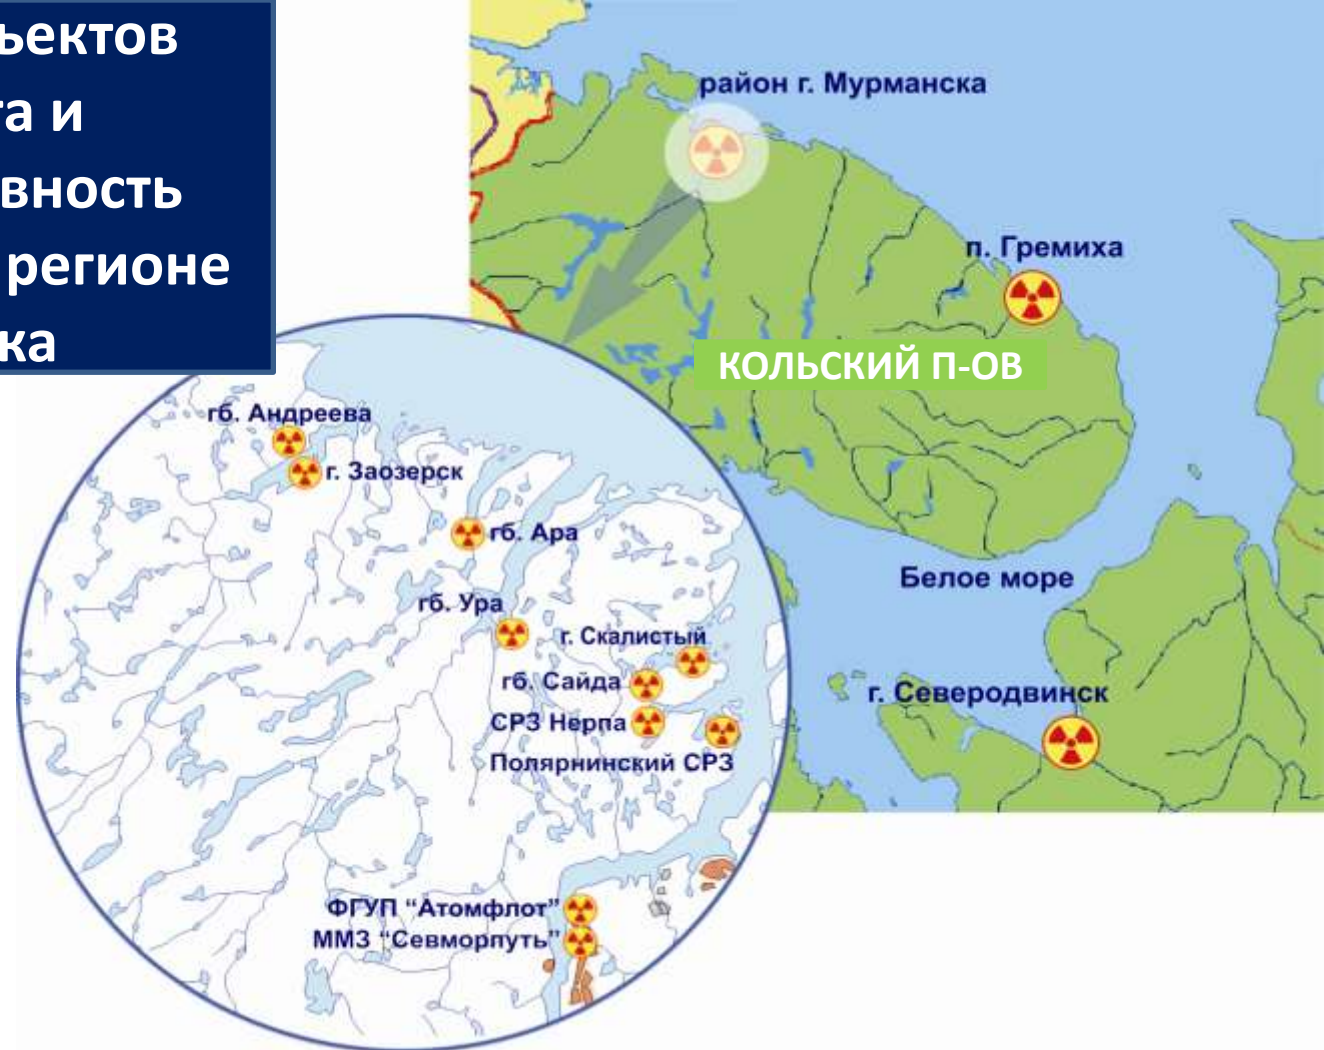 ъектов
та и
вность
регионе
ка
район г. Мурманска
п. Гремиха
КОЛЬСКИЙ П-ОВ
Белое море
г. Северодвинск
гб. Андреева
г. Заозерск
гб. Ара
гб. Ура
г. Скалистый
гб. Сайда
СРЗ Нерпа
Полярнинский СРЗ
ФГУП “Атомфлот”
ММЗ “Севморпуть”